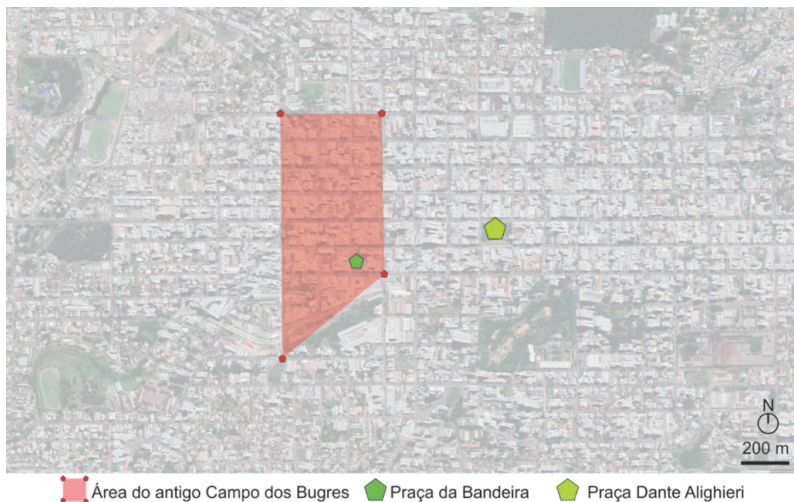 N
200 m
Área do antigo Campo dos Bugres Praça da Bandeira Praça Dante Alighieri